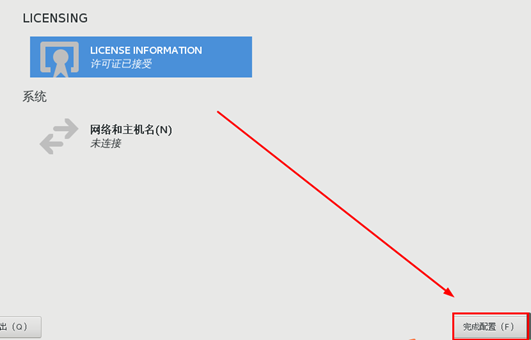 LICENSING
LICENSE INFORMATION
许可证已接受
系统
网络和主机名(N)
未连接
出(Q)
完成配置(F)